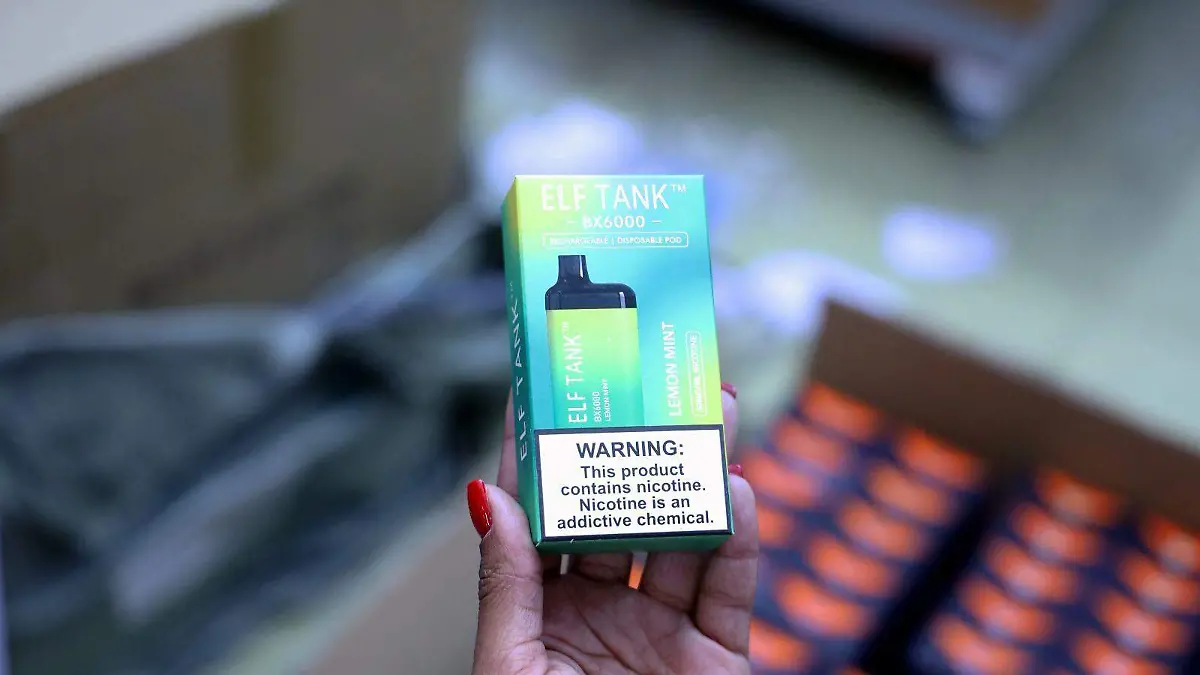 ELF TANK™
- BX6000 -
RECHARGEABLE | DISPOSABLE POD
ELF TANK™
ELF TANK™
BX6000
LEMON MINT
LEMON MINT
NICOTINE
WARNING:
This product
contains nicotine.
Nicotine is an
addictive chemical.